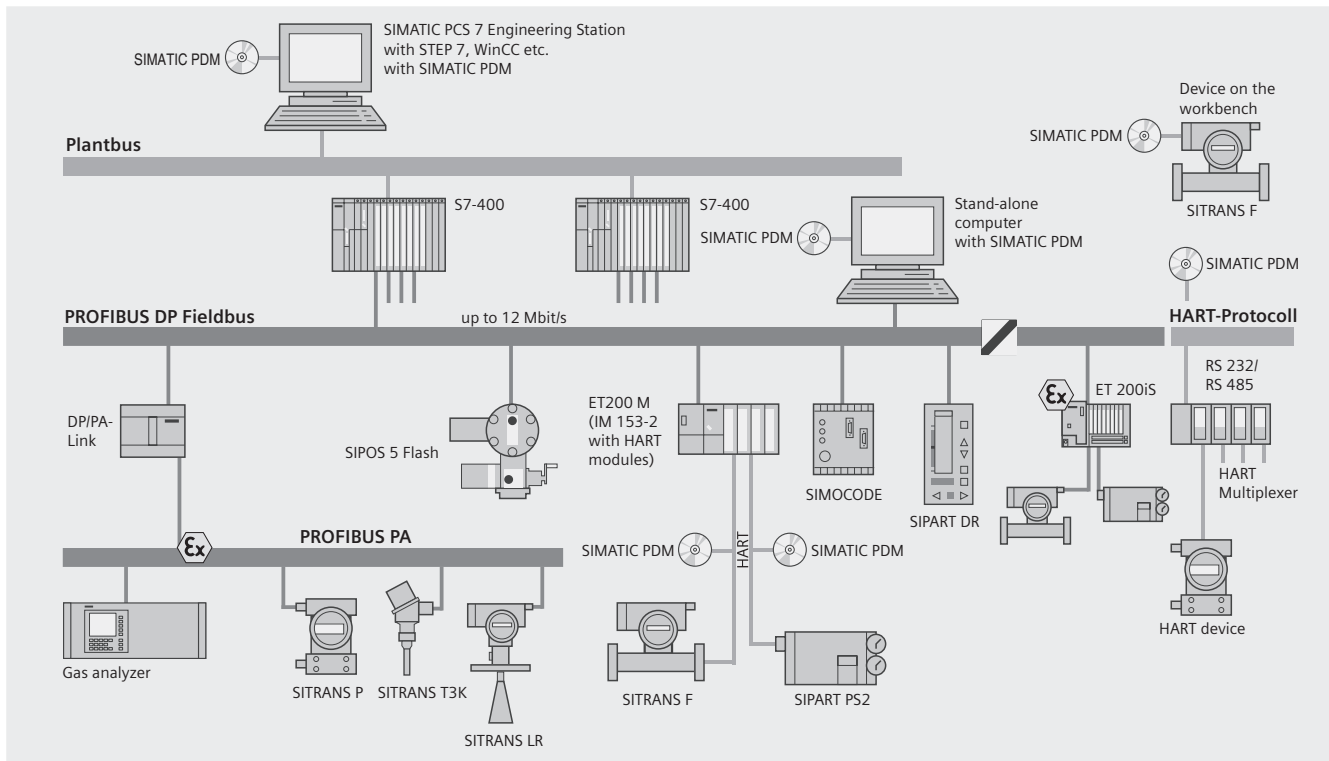 SIMATIC PDM
SIMATIC PCS 7 Engineering Station
with STEP 7, WinCC etc.
with SIMATIC PDM
Device on the
workbench
SIMATIC PDM
SITRANS F
Plantbus
S7-400
S7-400
SIMATIC PDM
Stand-alone
computer
with SIMATIC PDM
SIMATIC PDM
PROFIBUS DP Fieldbus
up to 12 Mbit/s
HART-Protocoll
DP/PA-
Link
SIPOS 5 Flash
ET200 M
(IM 153-2
with HART
modules)
SIMOCODE
SIPART DR
Ex
ET 200iS
RS 232/
RS 485
HART
Multiplexer
HART device
Ex
PROFIBUS PA
SIMATIC PDM
HART
SIMATIC PDM
Gas analyzer
SITRANS P
SITRANS T3K
SITRANS LR
SITRANS F
SIPART PS2